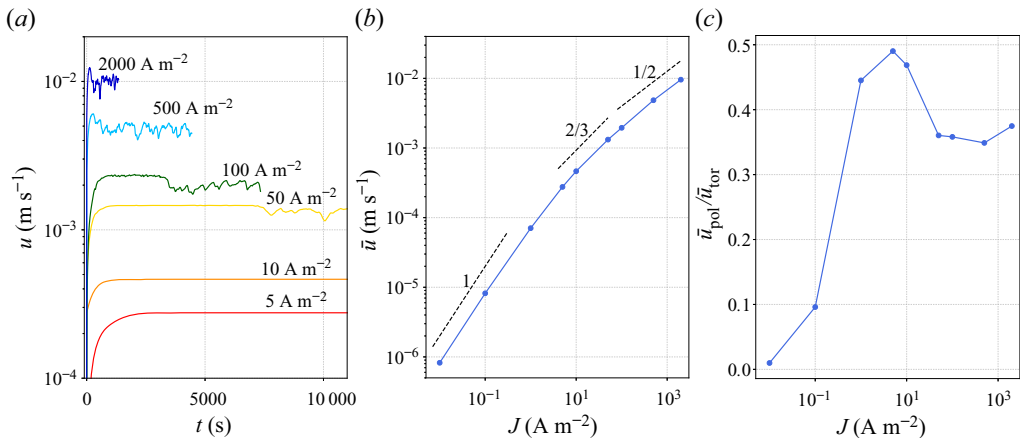 (a)
10⁻²
10⁻³
10⁻⁴
u (m s⁻¹)
2000 A m⁻²
500 A m⁻²
100 A m⁻²
50 A m⁻²
10 A m⁻²
5 A m⁻²
0
5000
10 000
t (s)
(b)
10⁻²
10⁻³
10⁻⁴
10⁻⁵
10⁻⁶
ū (m s⁻¹)
1/2
2/3
1
10⁻¹
10¹
10³
J (A m⁻²)
(c)
0.5
0.4
0.3
0.2
0.1
0.0
ū_pol/ū_tor
10⁻¹
10¹
10³
J (A m⁻²)